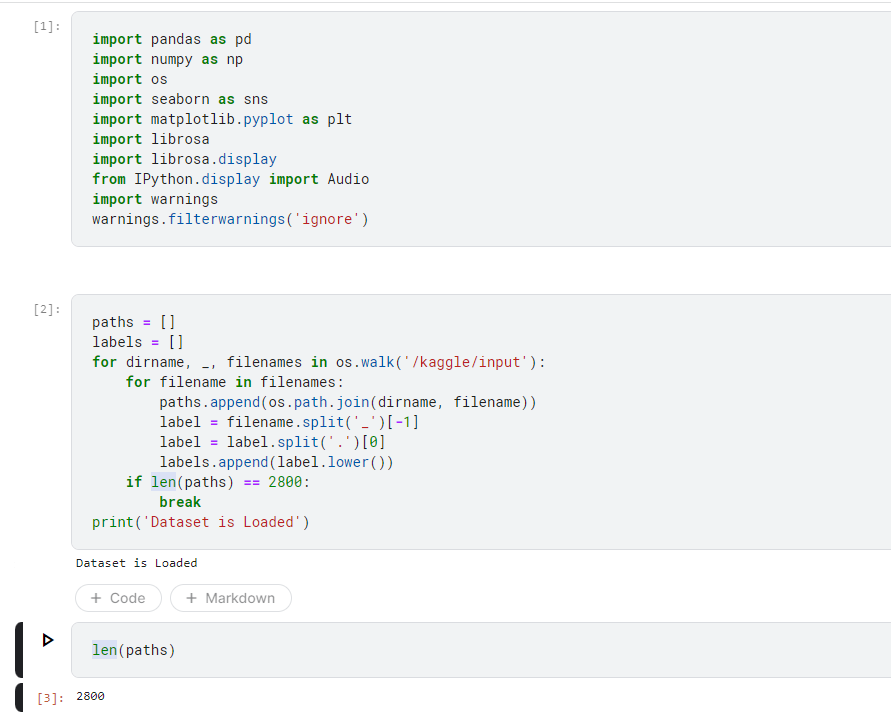 [1]:
import pandas as pd
import numpy as np
import os
import seaborn as sns
import matplotlib.pyplot as plt
import librosa
import librosa.display
from IPython.display import Audio
import warnings
warnings.filterwarnings('ignore')
[2]:
paths = []
labels = []
for dirname, _, filenames in os.walk('/kaggle/input'):
    for filename in filenames:
        paths.append(os.path.join(dirname, filename))
        label = filename.split('_')[-1]
        label = label.split('.')[0]
        labels.append(label.lower())
    if len(paths) == 2800:
        break
print('Dataset is Loaded')
Dataset is Loaded
+ Code + Markdown
len(paths)
[3]: 2800